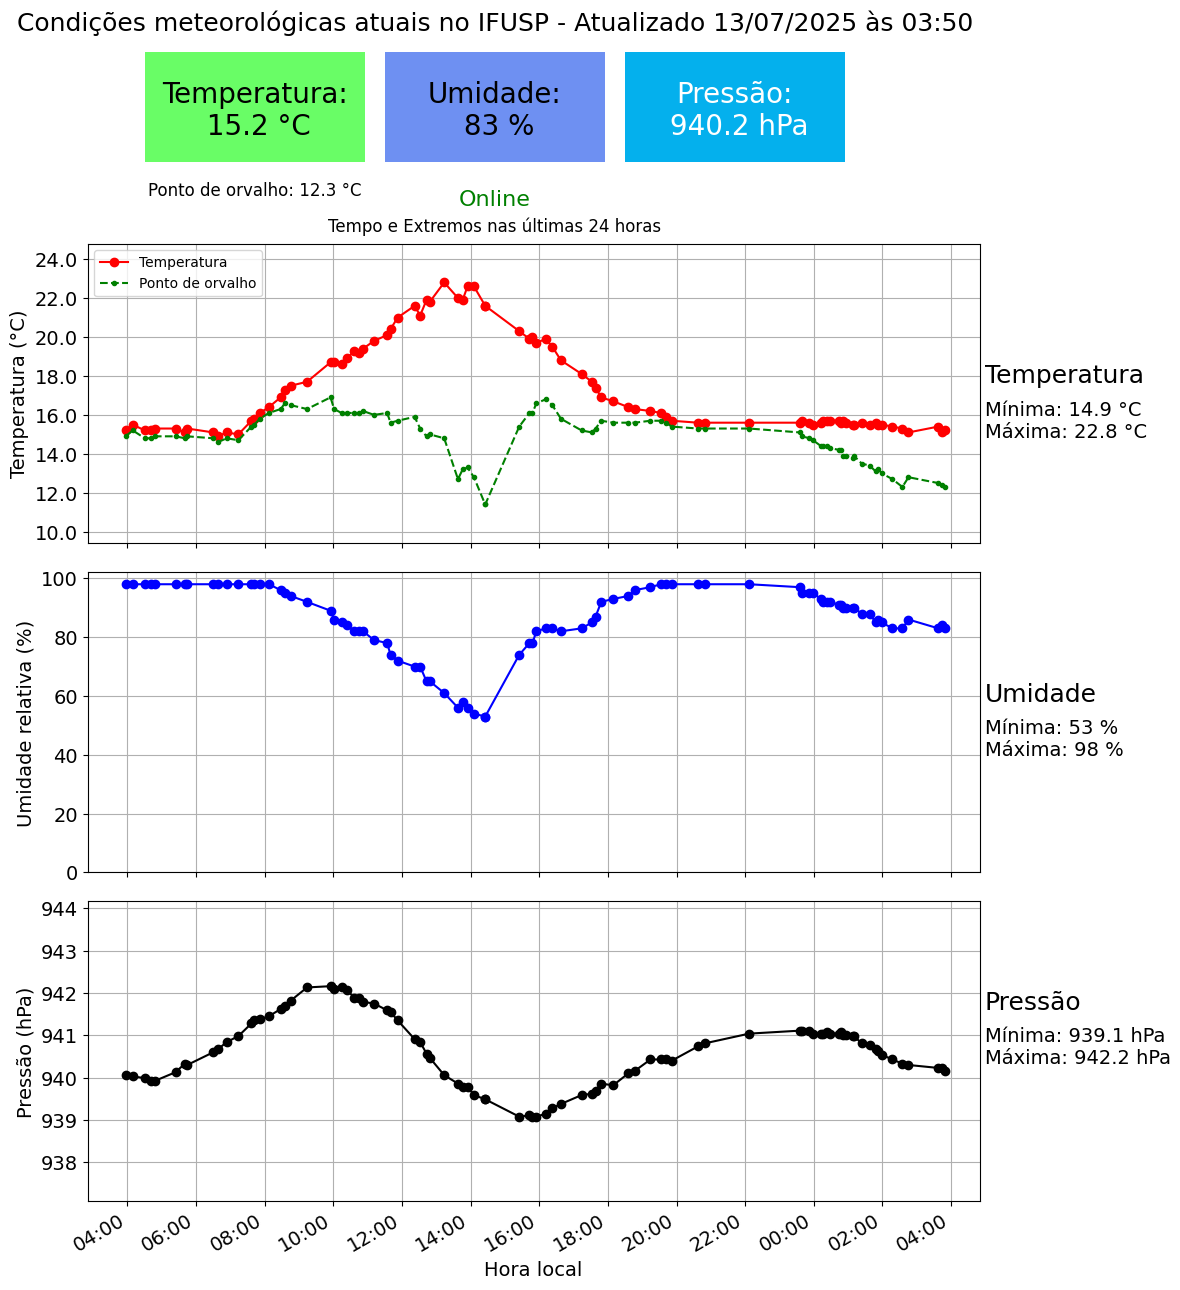 Condições meteorológicas atuais no IFUSP - Atualizado 13/07/2025 às 03:50
Temperatura:
15.2 °C
Umidade:
83 %
Pressão:
940.2 hPa
Ponto de orvalho: 12.3 °C
Online
Tempo e Extremos nas últimas 24 horas
Temperatura (°C)
24.0
22.0
20.0
18.0
16.0
14.0
12.0
10.0
Temperatura
Ponto de orvalho
Temperatura
Mínima: 14.9 °C
Máxima: 22.8 °C
Umidade relativa (%)
100
80
60
40
20
0
Umidade
Mínima: 53 %
Máxima: 98 %
Pressão (hPa)
944
943
942
941
940
939
938
Pressão
Mínima: 939.1 hPa
Máxima: 942.2 hPa
04:00
06:00
08:00
10:00
12:00
14:00
16:00
18:00
20:00
22:00
00:00
02:00
04:00
Hora local